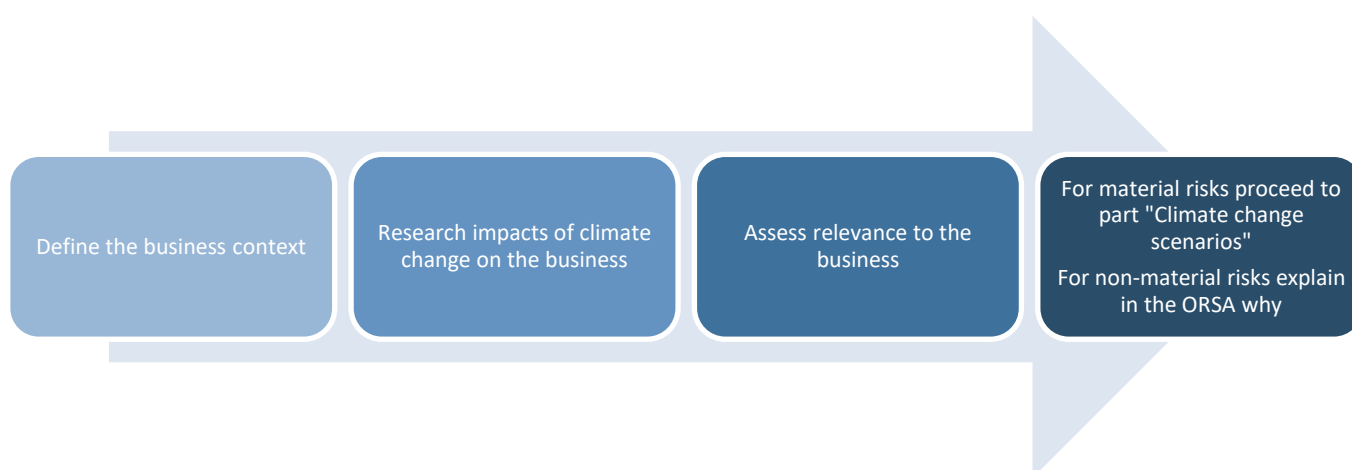 Define the business context
Research impacts of climate
change on the business
Assess relevance to the
business
For material risks proceed to
part "Climate change
scenarios"
For non-material risks explain
in the ORSA why